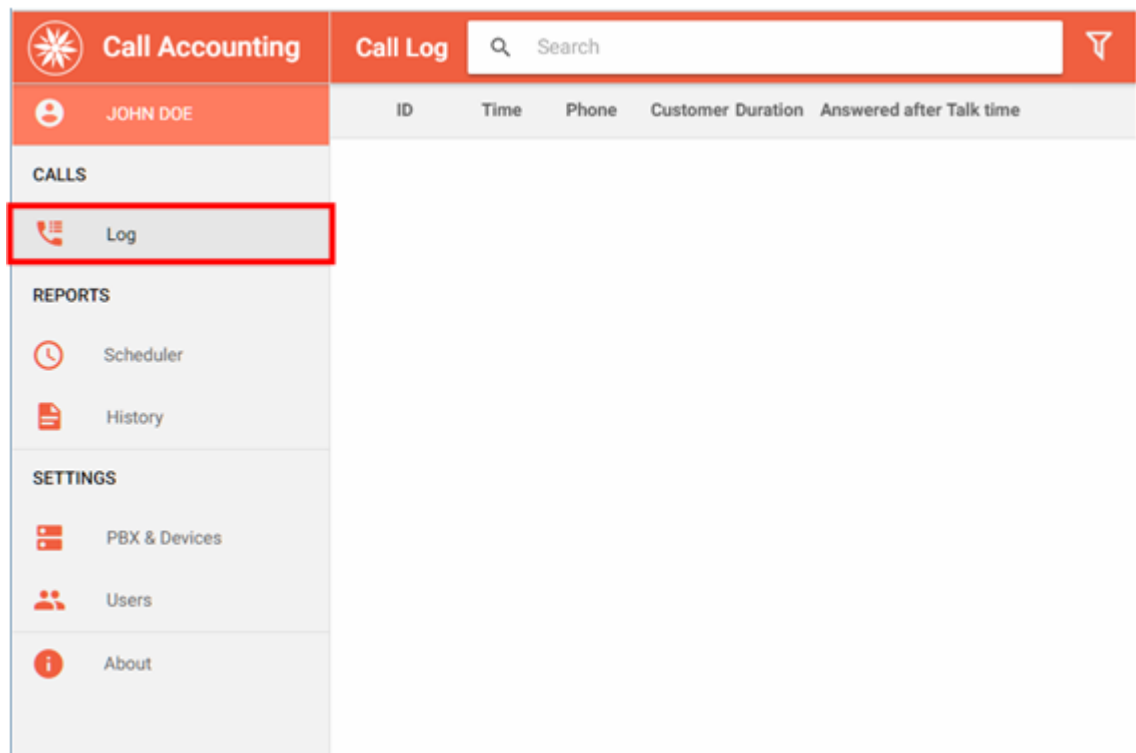 Call Accounting
Call Log
Search
JOHN DOE
ID Time Phone Customer Duration Answered after Talk time
CALLS
Log
REPORTS
Scheduler
History
SETTINGS
PBX & Devices
Users
About